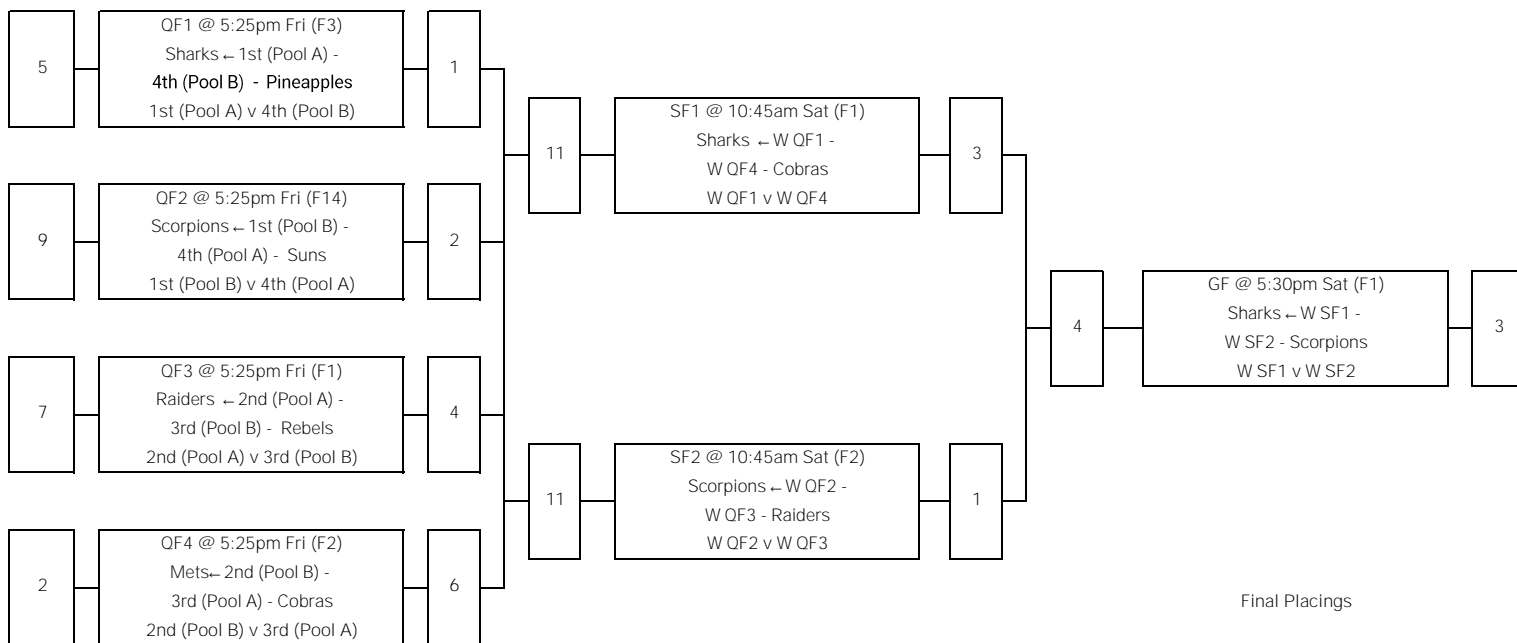 5
QF1 @ 5:25pm Fri (F3)
Sharks ← 1st (Pool A) -
4th (Pool B) - Pineapples
1st (Pool A) v 4th (Pool B)
1
9
QF2 @ 5:25pm Fri (F14)
Scorpions ← 1st (Pool B) -
4th (Pool A) - Suns
1st (Pool B) v 4th (Pool A)
2
7
QF3 @ 5:25pm Fri (F1)
Raiders ← 2nd (Pool A) -
3rd (Pool B) - Rebels
2nd (Pool A) v 3rd (Pool B)
4
2
QF4 @ 5:25pm Fri (F2)
Mets← 2nd (Pool B) -
3rd (Pool A) - Cobras
2nd (Pool B) v 3rd (Pool A)
6
11
SF1 @ 10:45am Sat (F1)
Sharks ← W QF1 -
W QF4 - Cobras
W QF1 v W QF4
3
11
SF2 @ 10:45am Sat (F2)
Scorpions ← W QF2 -
W QF3 - Raiders
W QF2 v W QF3
1
4
GF @ 5:30pm Sat (F1)
Sharks ← W SF1 -
W SF2 - Scorpions
W SF1 v W SF2
3
Final Placings